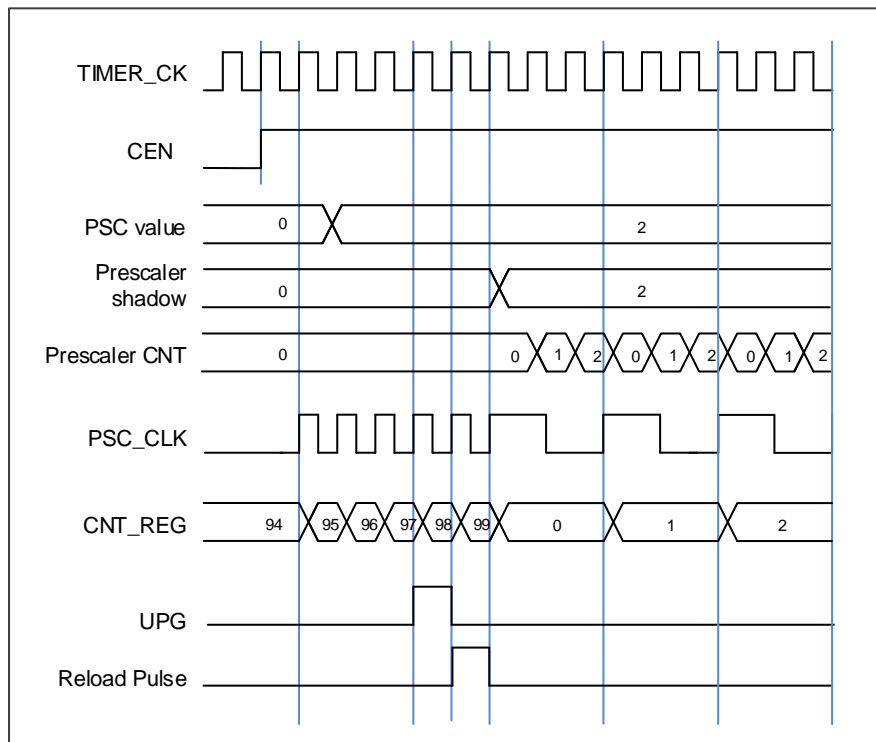 TIMER_CK
CEN
PSC value 0 2
Prescaler
shadow 0 2
Prescaler CNT 0 0 1 2 0 1 2 0 1 2
PSC_CLK
CNT_REG 94 95 96 97 98 99 0 1 2
UPG
Reload Pulse